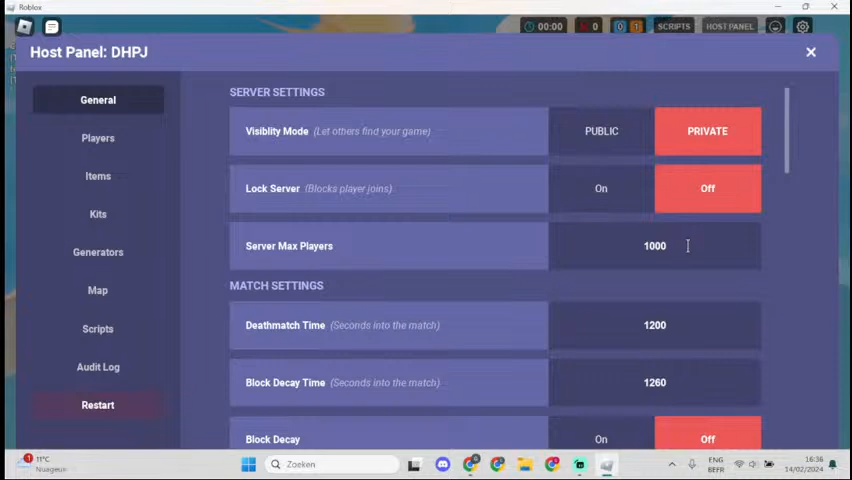 Roblox
00:00 0 0 1 SCRIPTS HOST PANEL
Host Panel: DHPJ
General
Players
Items
Kits
Generators
Map
Scripts
Audit Log
Restart
SERVER SETTINGS
Visiblity Mode (Let others find your game) PUBLIC PRIVATE
Lock Server (Blocks player joins) On Off
Server Max Players 1000
MATCH SETTINGS
Deathmatch Time (Seconds into the match) 1200
Block Decay Time (Seconds into the match) 1260
Block Decay On Off
1
11°C
Nuageux
Zoeken
ENG
BEFR
16:36
14/02/2024